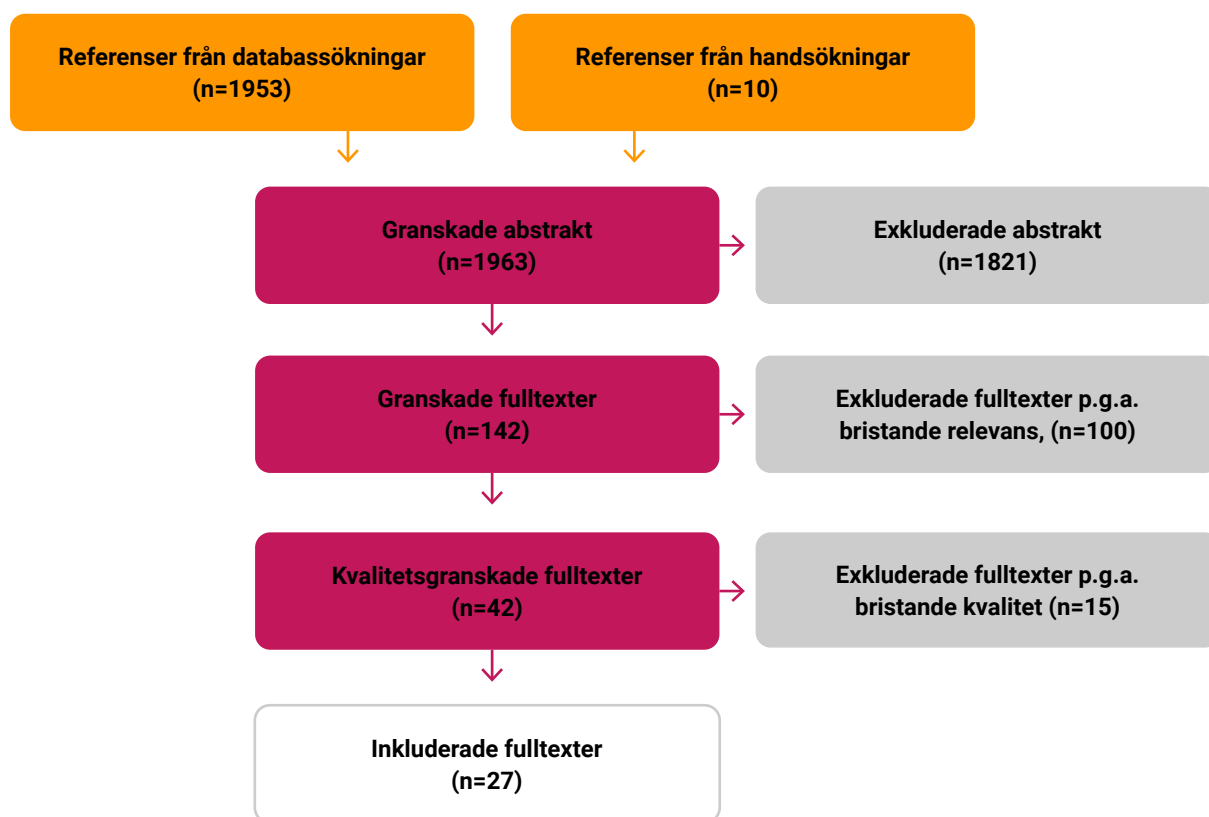 Referenser från databassökningar
(n=1953)
Referenser från handsökningar
(n=10)
Granskade abstrakt
(n=1963)
Exkluderade abstrakt
(n=1821)
Granskade fulltexter
(n=142)
Exkluderade fulltexter p.g.a.
bristande relevans, (n=100)
Kvalitetsgranskade fulltexter
(n=42)
Exkluderade fulltexter p.g.a.
bristande kvalitet (n=15)
Inkluderade fulltexter
(n=27)